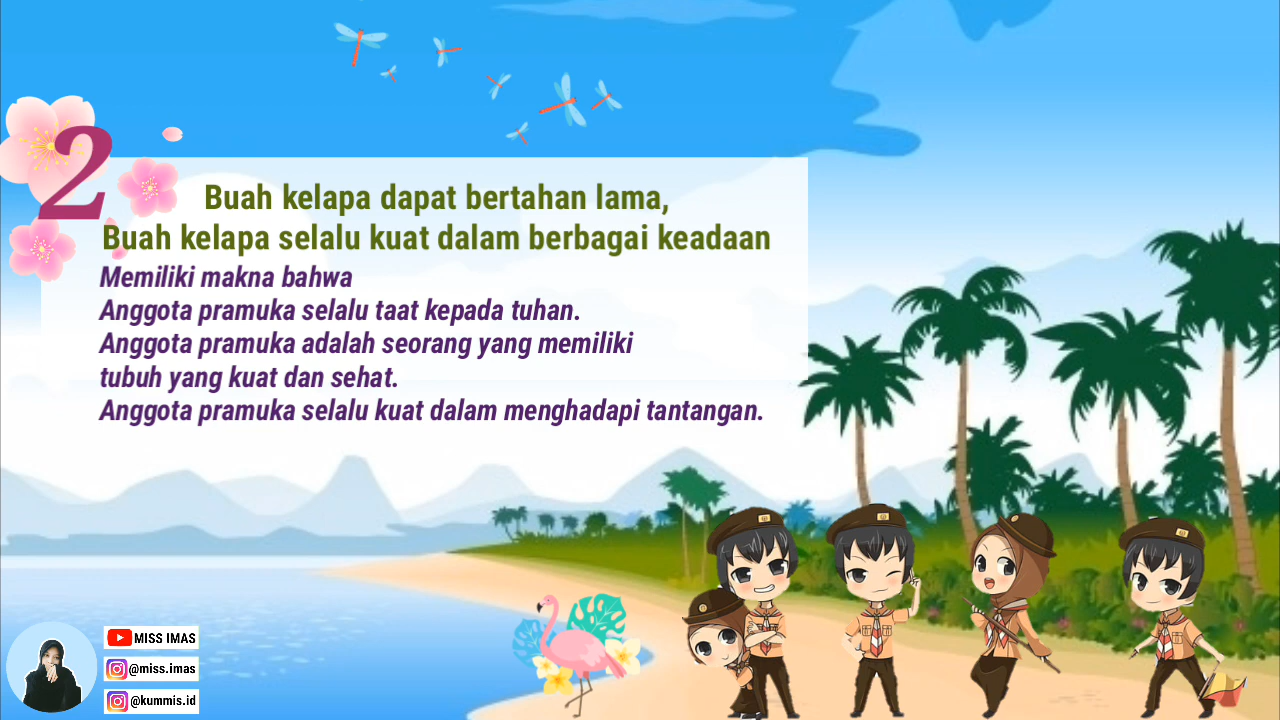 2
Buah kelapa dapat bertahan lama,
Buah kelapa selalu kuat dalam berbagai keadaan
Memiliki makna bahwa
Anggota pramuka selalu taat kepada tuhan.
Anggota pramuka adalah seorang yang memiliki
tubuh yang kuat dan sehat.
Anggota pramuka selalu kuat dalam menghadapi tantangan.
MISS IMAS
@miss.imas
@kummis.id